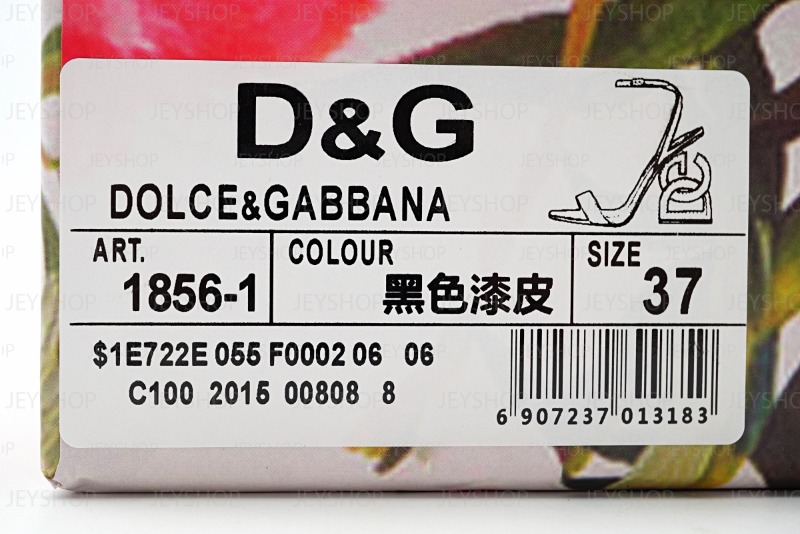 D&G
DOLCE&GABBANA
ART.
1856-1
COLOUR
黑色漆皮
SIZE
37
$1E722E 055 F0002 06 06
C100 2015 00808 8
6 907237 013183
JEYSHOP